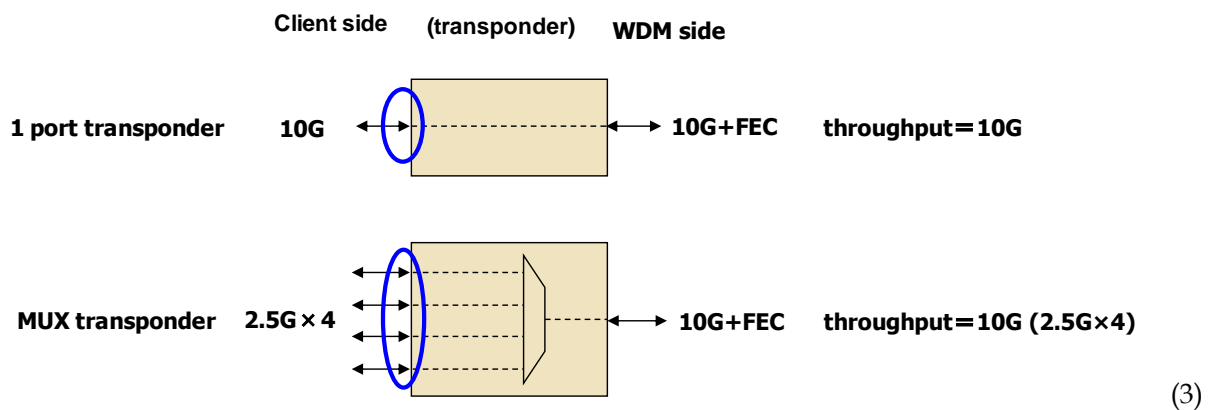 Client side (transponder) WDM side
1 port transponder 10G 10G+FEC throughput=10G
MUX transponder 2.5G×4 10G+FEC throughput=10G (2.5G×4)
(3)